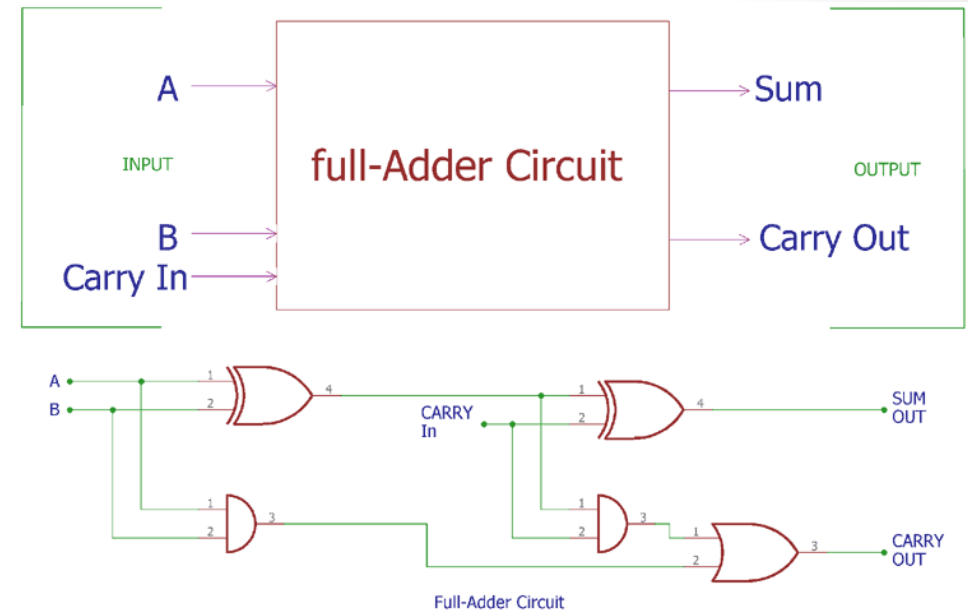 A
Sum
INPUT
full-Adder Circuit
OUTPUT
B
Carry Out
Carry In
A
1
4
B
2
CARRY
In
1
2
4
SUM
OUT
1
2
3
1
2
3
1
2
3
CARRY
OUT
Full-Adder Circuit